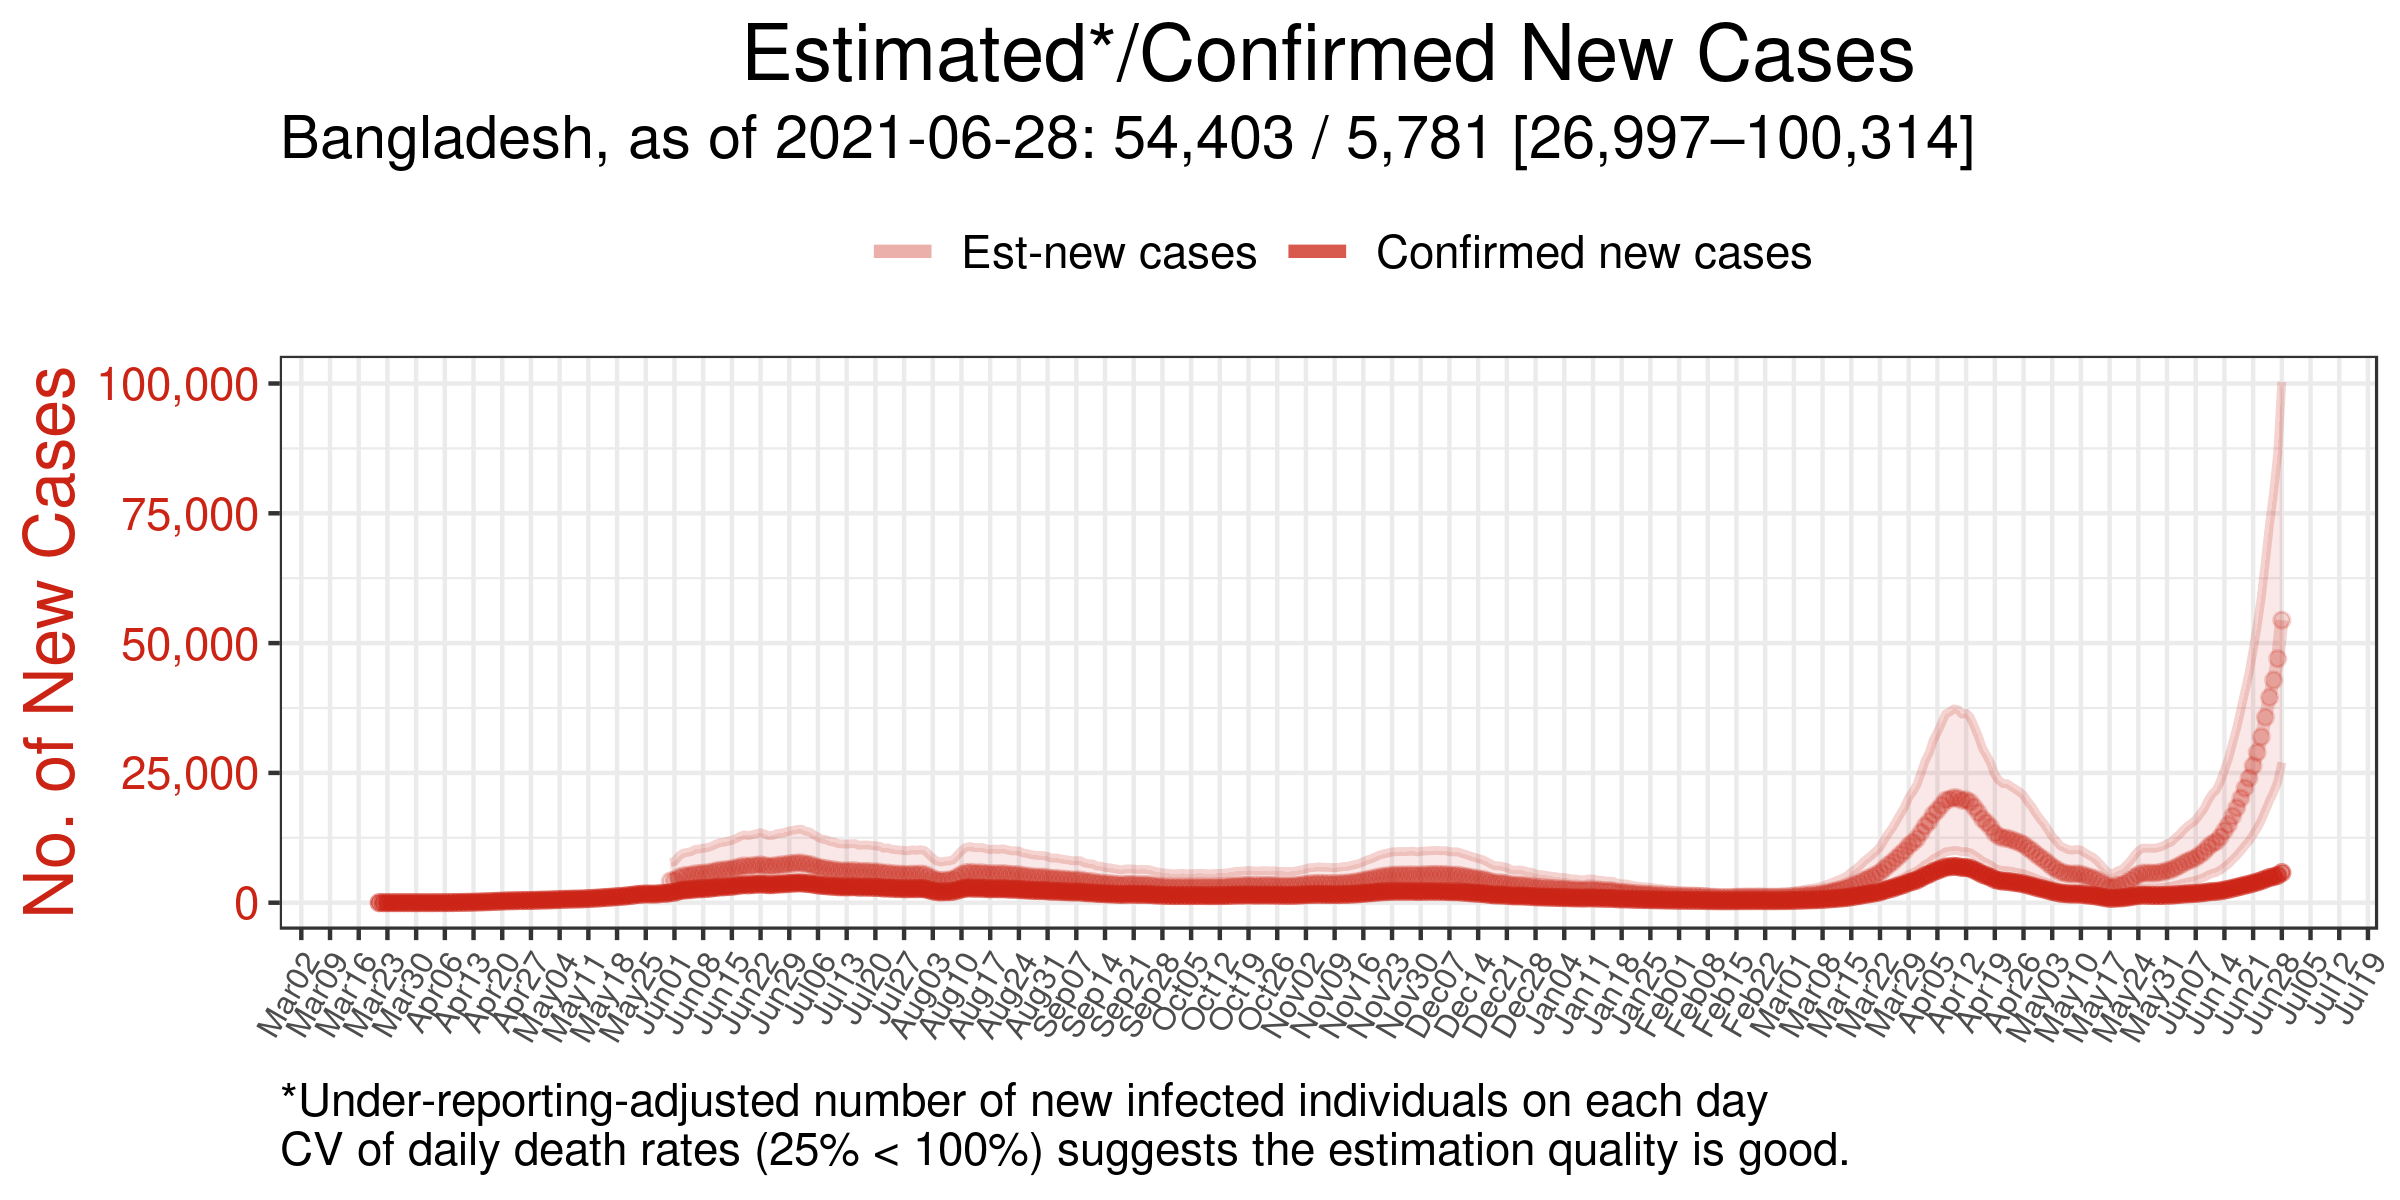 Estimated*/Confirmed New Cases
Bangladesh, as of 2021-06-28: 54,403 / 5,781 [26,997–100,314]
Est-new cases Confirmed new cases
No. of New Cases
100,000
75,000
50,000
25,000
0
Mar02 Mar09 Mar16 Mar23 Mar30 Apr06 Apr13 Apr20 Apr27 May04 May11 May18 May25 Jun01 Jun08 Jun15 Jun22 Jun29 Jul06 Jul13 Jul20 Jul27 Aug03 Aug10 Aug17 Aug24 Aug31 Sep07 Sep14 Sep21 Sep28 Oct05 Oct12 Oct19 Oct26 Nov02 Nov09 Nov16 Nov23 Nov30 Dec07 Dec14 Dec21 Dec28 Jan04 Jan11 Jan18 Jan25 Feb01 Feb08 Feb15 Feb22 Mar01 Mar08 Mar15 Mar22 Mar29 Apr05 Apr12 Apr19 Apr26 May03 May10 May17 May24 May31 Jun07 Jun14 Jun21 Jun28 Jul05 Jul12 Jul19
*Under-reporting-adjusted number of new infected individuals on each day
CV of daily death rates (25% < 100%) suggests the estimation quality is good.